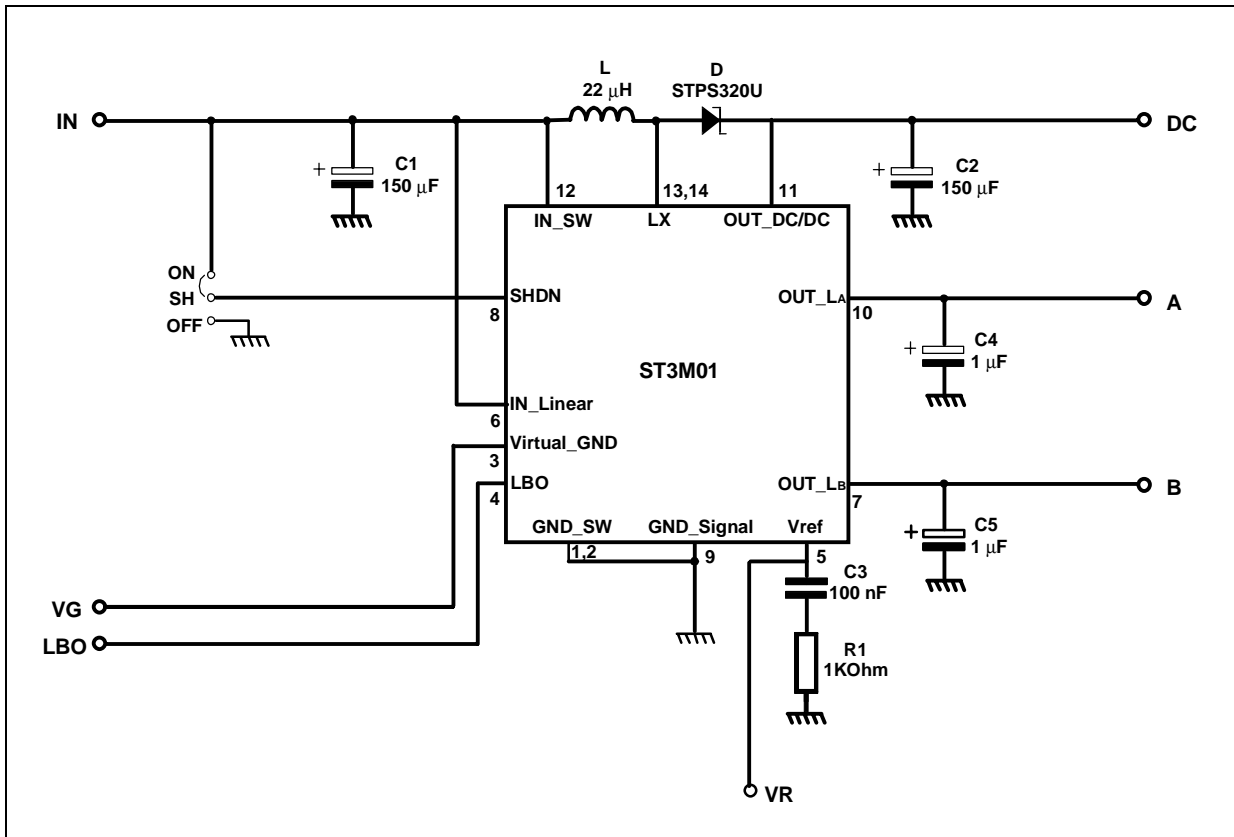 L
22 μH
D
STPS320U
IN
DC
C1
150 μF
C2
150 μF
12
13,14
11
IN_SW
LX
OUT_DC/DC
ON
SH
OFF
SHDN
8
OUT_LA
10
A
C4
1 μF
ST3M01
IN_Linear
6
Virtual_GND
3
LBO
4
OUT_LB
7
B
C5
1 μF
GND_SW
GND_Signal
Vref
1,2
9
5
C3
100 nF
VG
LBO
R1
1KOhm
VR